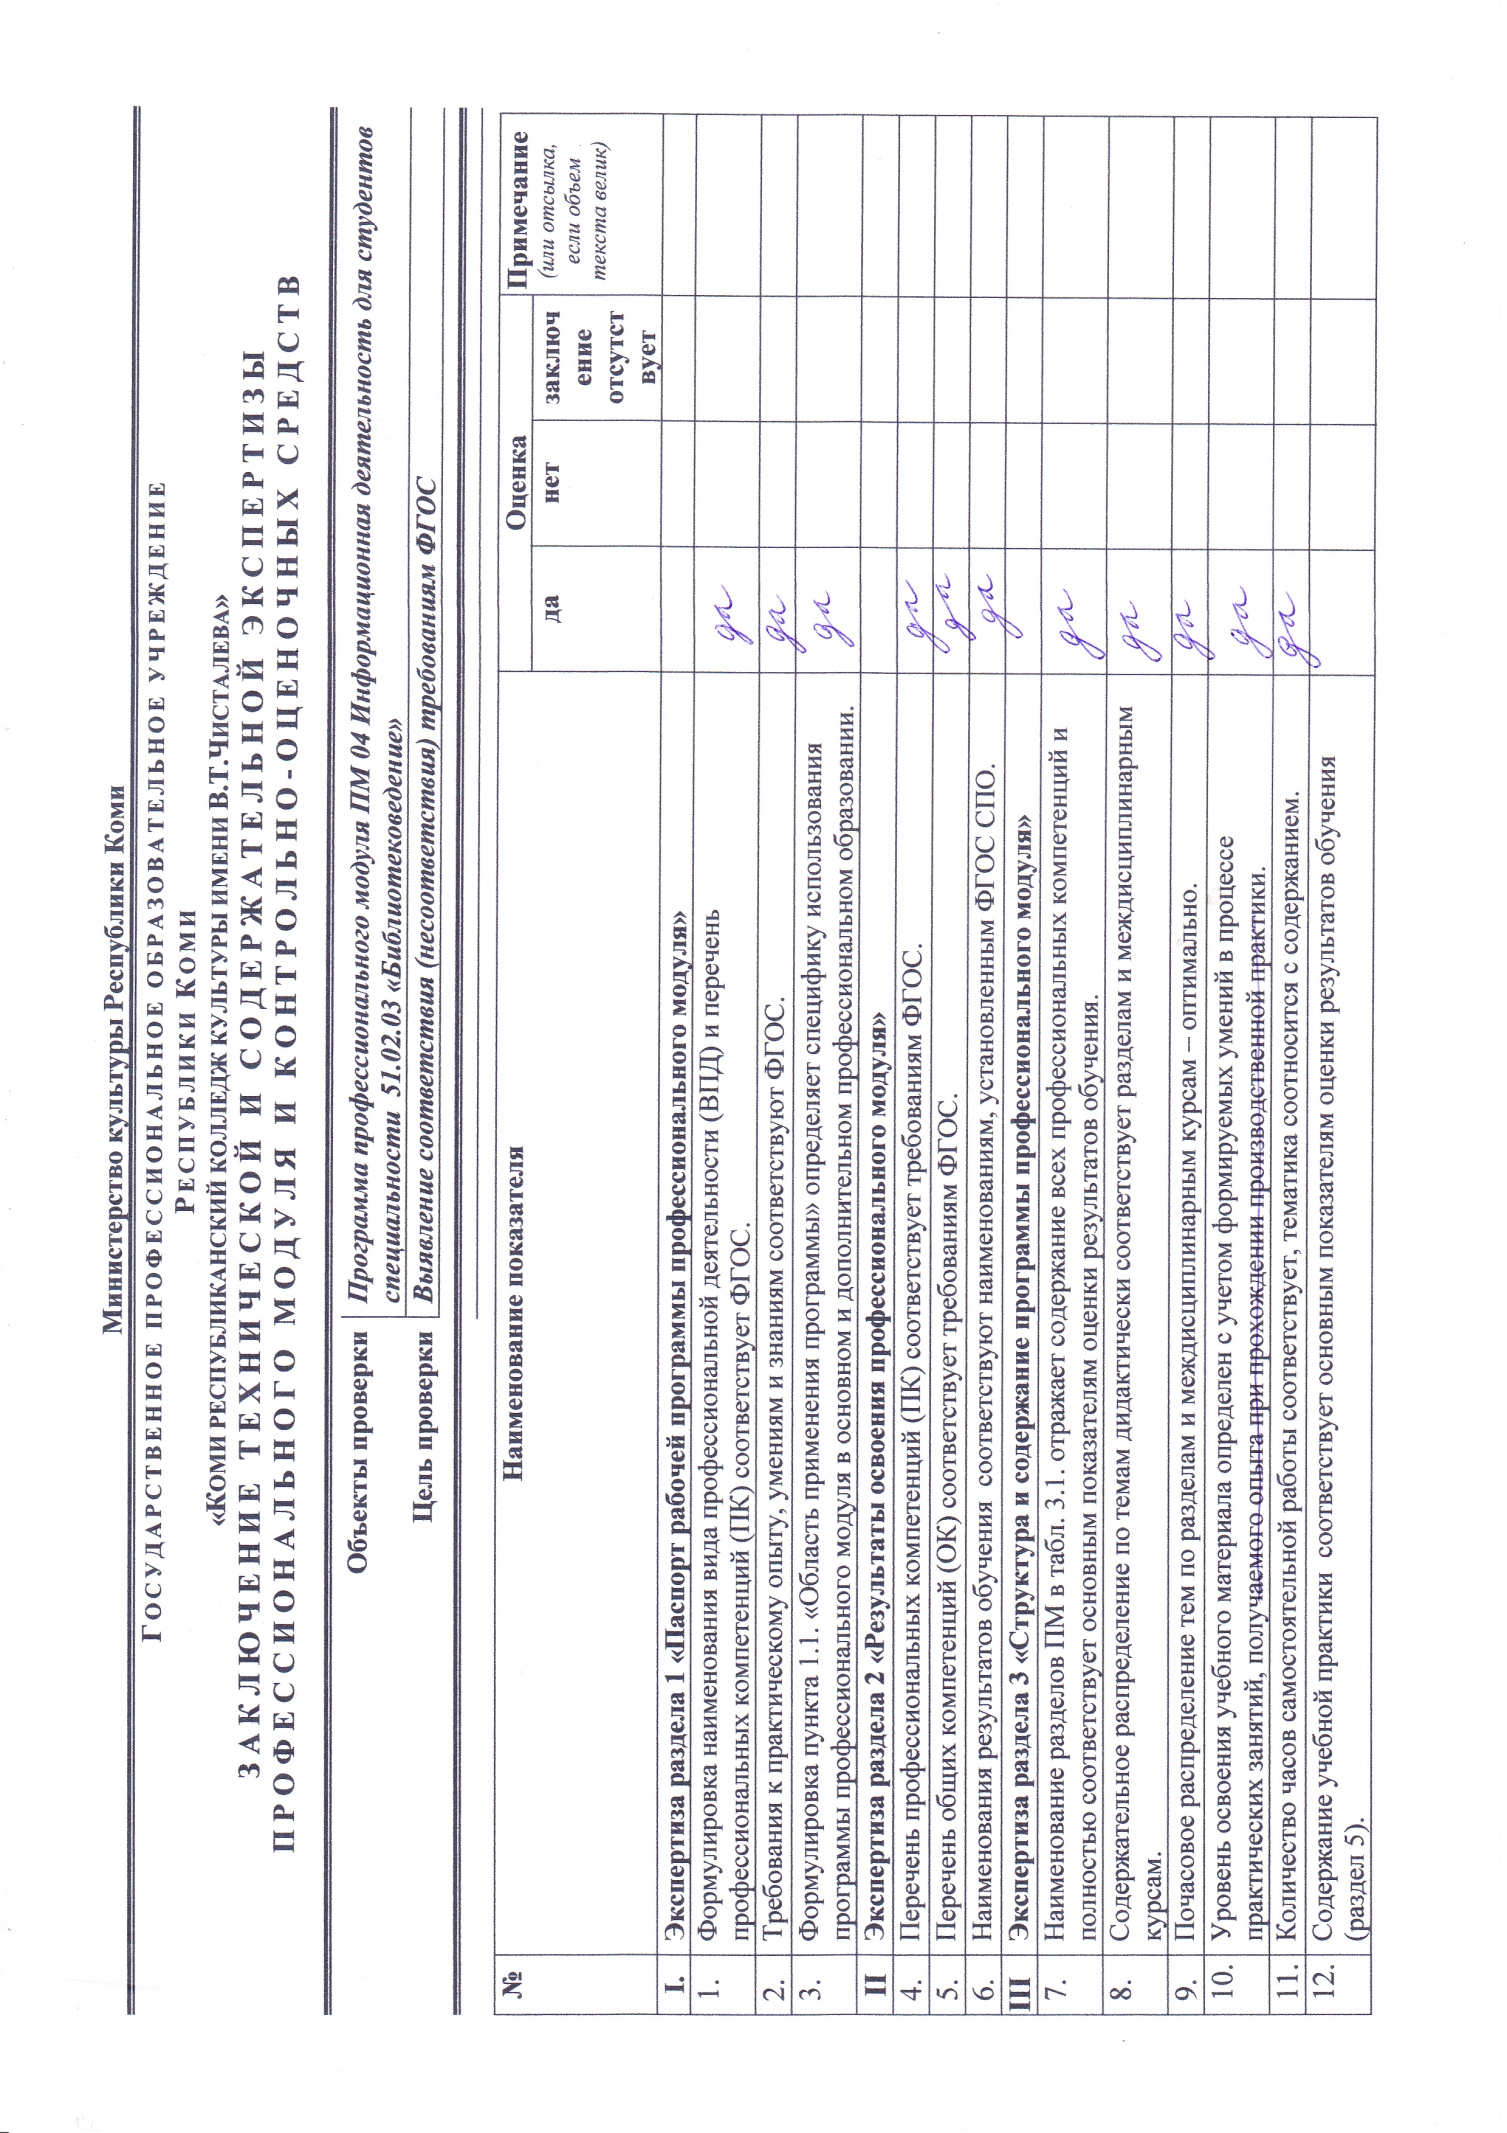 Министерство культуры Республики Коми
ГОСУДАРСТВЕННОЕ ПРОФЕССИОНАЛЬНОЕ ОБРАЗОВАТЕЛЬНОЕ УЧРЕЖДЕНИЕ
РЕСПУБЛИКИ КОМИ
«КОМИ РЕСПУБЛИКАНСКИЙ КОЛЛЕДЖ КУЛЬТУРЫ ИМЕНИ В.Т.ЧИСТАЛЕВА»
ЗАКЛЮЧЕНИЕ ТЕХНИЧЕСКОЙ И СОДЕРЖАТЕЛЬНОЙ ЭКСПЕРТИЗЫ
ПРОФЕССИОНАЛЬНОГО МОДУЛЯ И КОНТРОЛЬНО-ОЦЕНОЧНЫХ СРЕДСТВ
Объекты проверки Программа профессионального модуля ПМ 04 Информационная деятельность для студентов
специальности 51.02.03 «Библиотековедение»
Цель проверки Выявление соответствия (несоответствия) требованиям ФГОС
№ Наименование показателя Оценка Примечание
(или отсылка,
если объем
текста велик)
да нет заключ
ение
отсутст
вует
I. Экспертиза раздела 1 «Паспорт рабочей программы профессионального модуля»
1. Формулировка наименования вида профессиональной деятельности (ВПД) и перечень
профессиональных компетенций (ПК) соответствует ФГОС. да
2. Требования к практическому опыту, умениям и знаниям соответствуют ФГОС. да
3. Формулировка пункта 1.1. «Область применения программы» определяет специфику использования
программы профессионального модуля в основном и дополнительном профессиональном образовании. да
II Экспертиза раздела 2 «Результаты освоения профессионального модуля»
4. Перечень профессиональных компетенций (ПК) соответствует требованиям ФГОС. да
5. Перечень общих компетенций (ОК) соответствует требованиям ФГОС. да
6. Наименования результатов обучения соответствуют наименованиям, установленным ФГОС СПО. да
III Экспертиза раздела 3 «Структура и содержание программы профессионального модуля»
7. Наименование разделов ПМ в табл. 3.1. отражает содержание всех профессиональных компетенций и
полностью соответствует основным показателям оценки результатов обучения. да
8. Содержательное распределение по темам дидактически соответствует разделам и междисциплинарным
курсам. да
9. Почасовое распределение тем по разделам и междисциплинарным курсам – оптимально. да
10. Уровень освоения учебного материала определен с учетом формируемых умений в процессе
практических занятий, получаемого опыта при прохождении производственной практики. да
11. Количество часов самостоятельной работы соответствует, тематика соотносится с содержанием. да
12. Содержание учебной практики соответствует основным показателям оценки результатов обучения
(раздел 5).